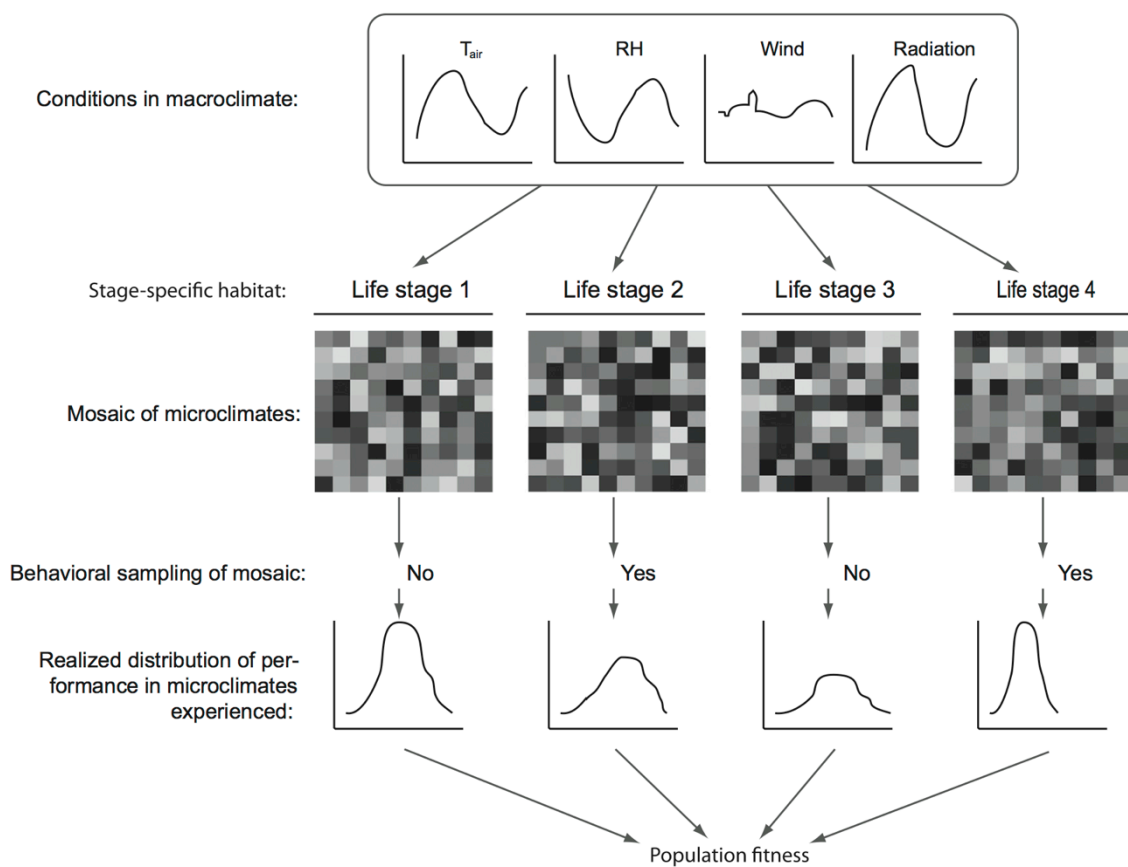 T_air RH Wind Radiation
Conditions in macroclimate:
Stage-specific habitat: Life stage 1 Life stage 2 Life stage 3 Life stage 4
Mosaic of microclimates:
Behavioral sampling of mosaic: No Yes No Yes
Realized distribution of per-
formance in microclimates
experienced:
Population fitness